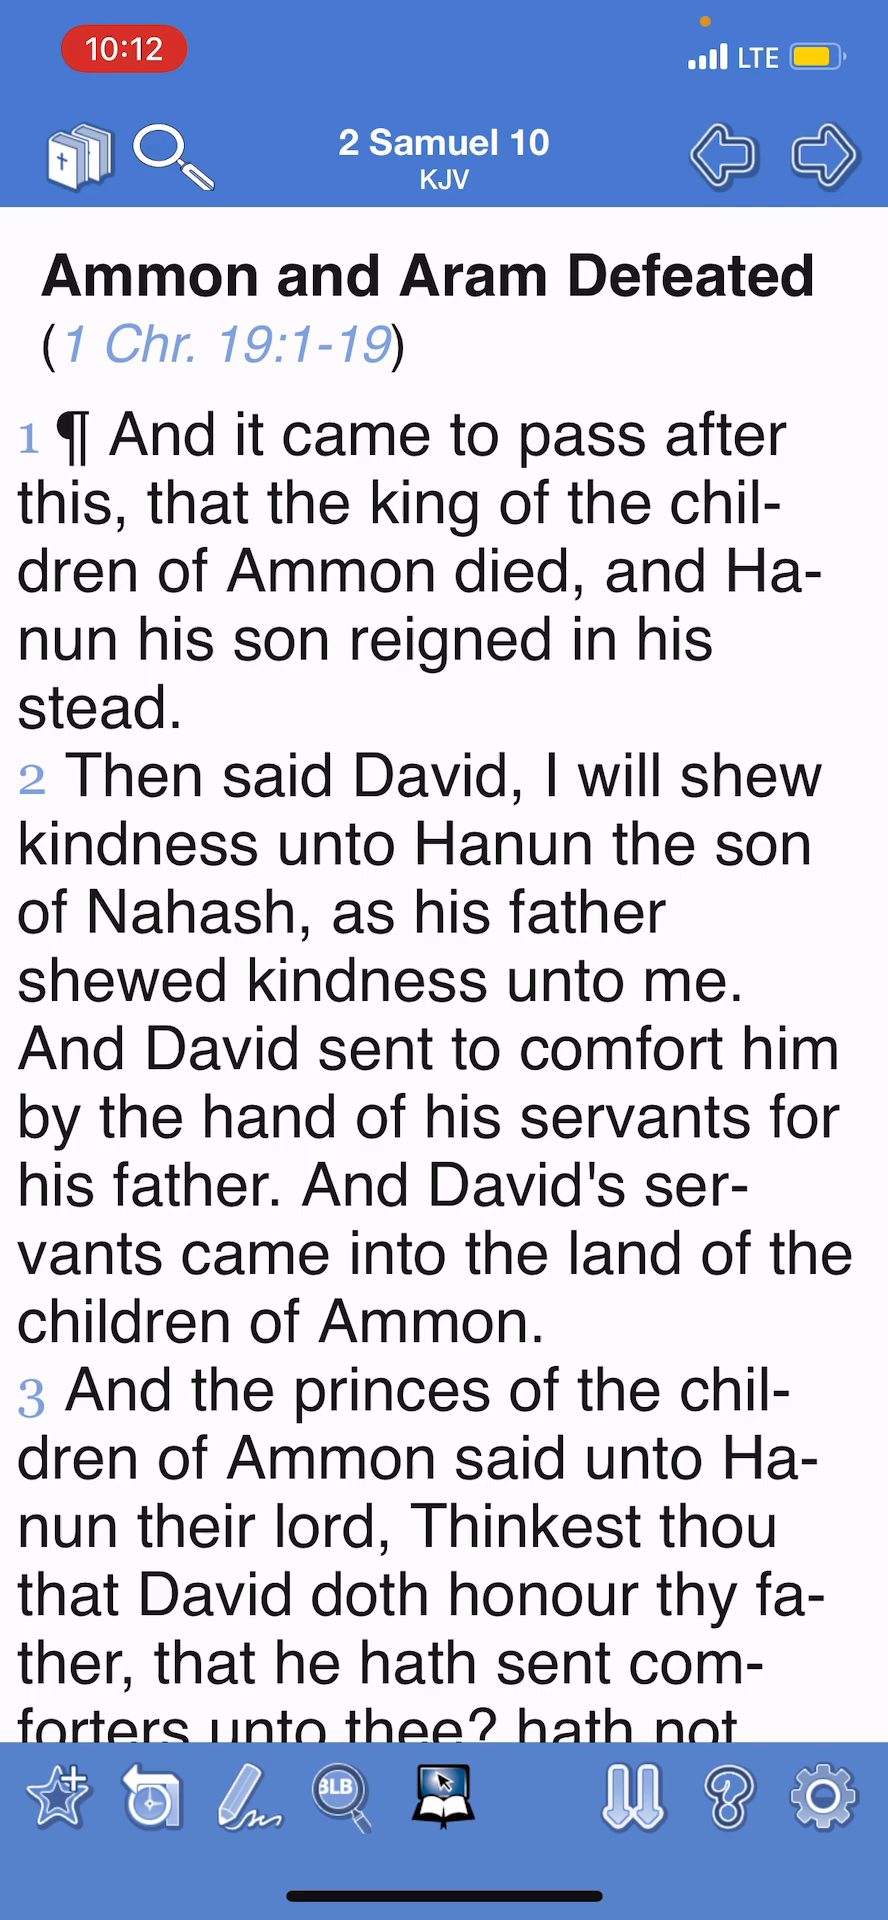 10:12
LTE
2 Samuel 10
KJV
Ammon and Aram Defeated
(1 Chr. 19:1-19)
1 ¶ And it came to pass after
this, that the king of the chil-
dren of Ammon died, and Ha-
nun his son reigned in his
stead.
2 Then said David, I will shew
kindness unto Hanun the son
of Nahash, as his father
shewed kindness unto me.
And David sent to comfort him
by the hand of his servants for
his father. And David's ser-
vants came into the land of the
children of Ammon.
3 And the princes of the chil-
dren of Ammon said unto Ha-
nun their lord, Thinkest thou
that David doth honour thy fa-
ther, that he hath sent com-
forters unto thee? hath not
BLB